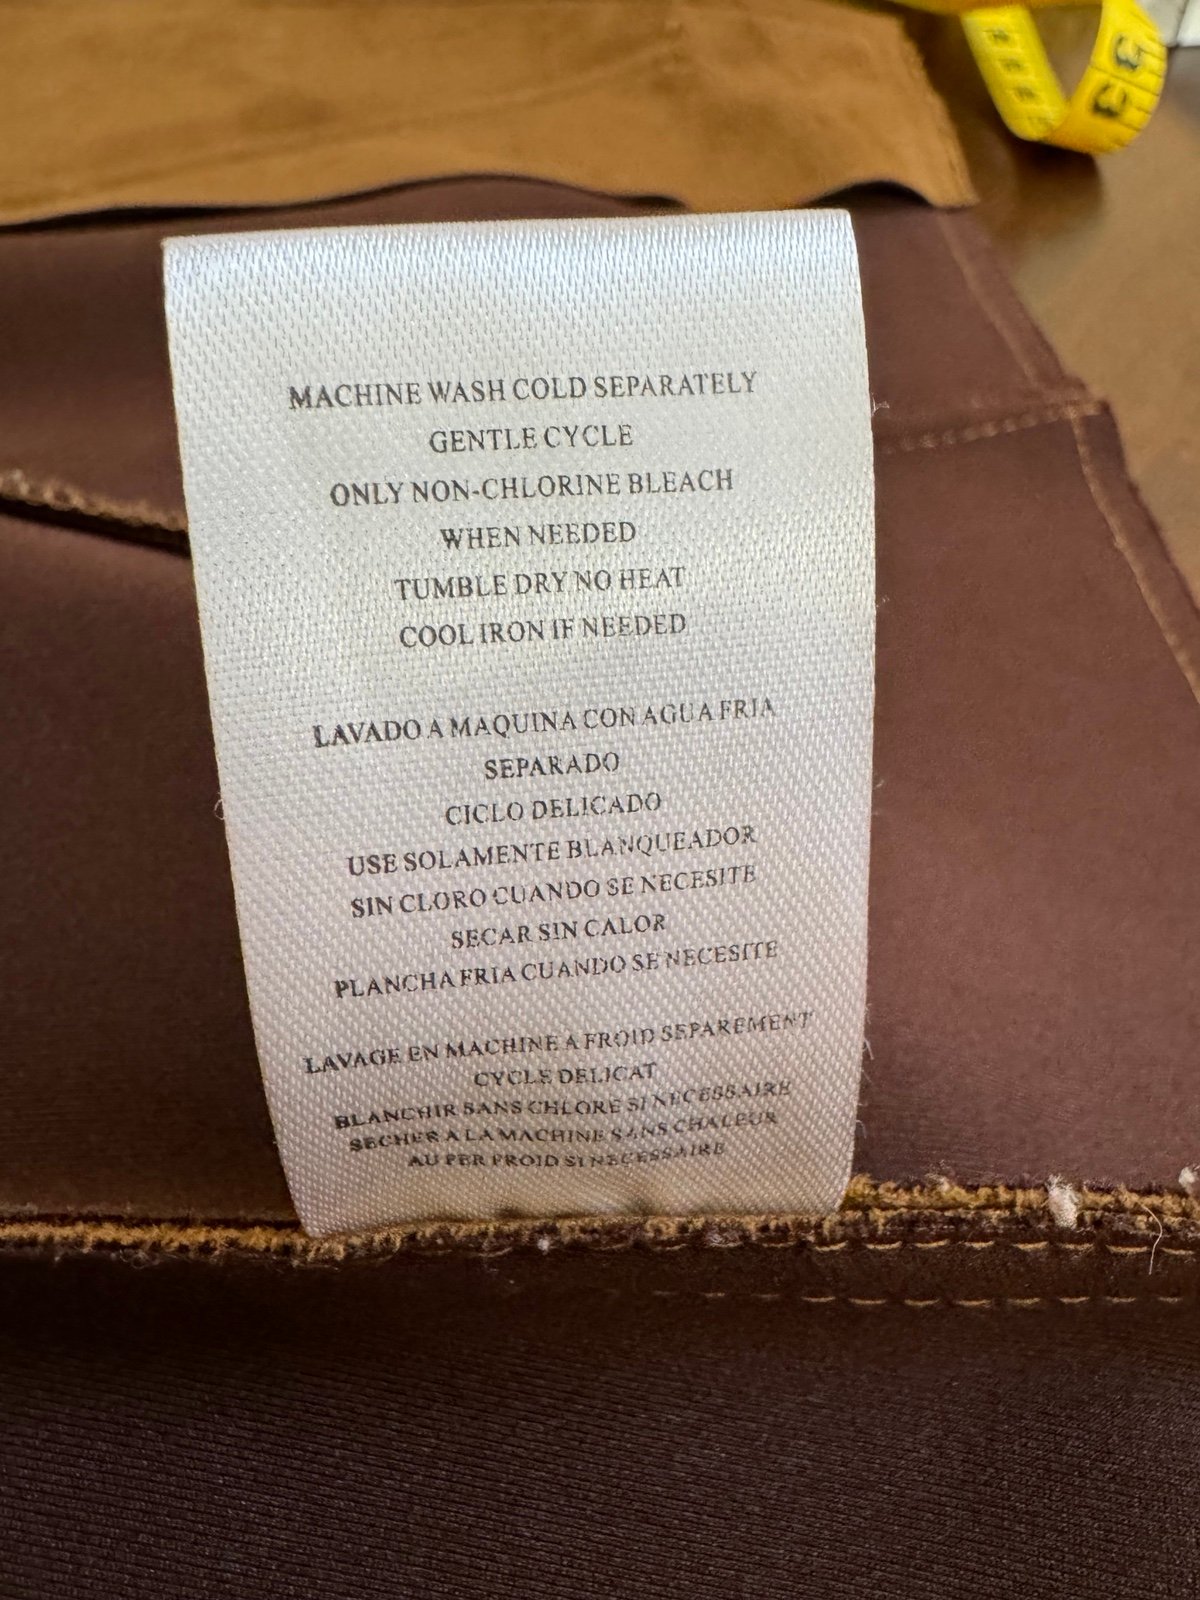 MACHINE WASH COLD SEPARATELY
GENTLE CYCLE
ONLY NON-CHLORINE BLEACH
WHEN NEEDED
TUMBLE DRY NO HEAT
COOL IRON IF NEEDED
LAVADO A MAQUINA CON AGUA FRIA
SEPARADO
CICLO DELICADO
USE SOLAMENTE BLANQUEADOR
SIN CLORO CUANDO SE NECESITE
SECAR SIN CALOR
PLANCHA FRIA CUANDO SE NECESITE
LAVAGE EN MACHINE A FROID SEPAREMENT
CYCLE DELICAT
BLANCHIR SANS CHLORE SI NECESSAIRE
SECHER A LA MACHINE SANS CHALEUR
AU FER FROID SI NECESSAIRE